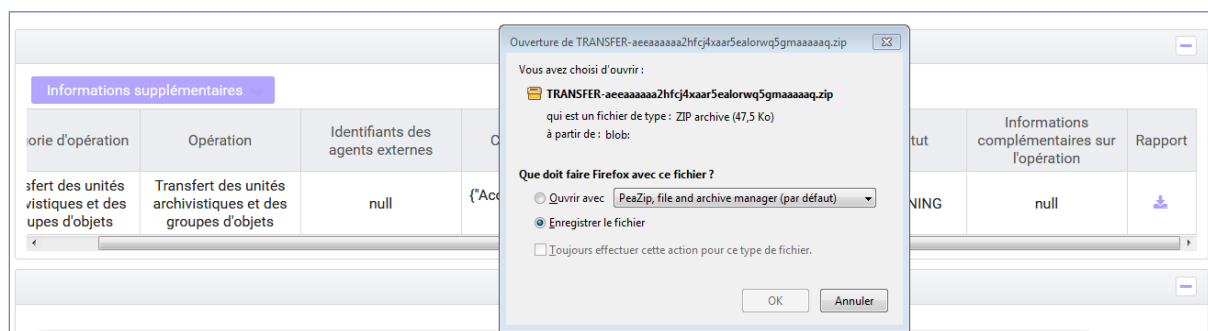 Ouverture de TRANSFER-aeeaaaaaa2hfcj4xaar5ealorwq5gmaaaaaq.zip
Vous avez choisi d'ouvrir :
TRANSFER-aeeaaaaaa2hfcj4xaar5ealorwq5gmaaaaaq.zip
qui est un fichier de type : ZIP archive (47,5 Ko)
à partir de : blob:
Que doit faire Firefox avec ce fichier ?
Ouvrir avec PeaZip, file and archive manager (par défaut)
Enregistrer le fichier
Toujours effectuer cette action pour ce type de fichier.
OK Annuler
Informations supplémentaires
orie d'opération
Opération
Identifiants des
agents externes
C
tut
Informations
complémentaires sur
l'opération
Rapport
sfert des unités
vistiques et des
upes d'objets
Transfert des unités
archivistiques et des
groupes d'objets
null
{"Acc
NING
null